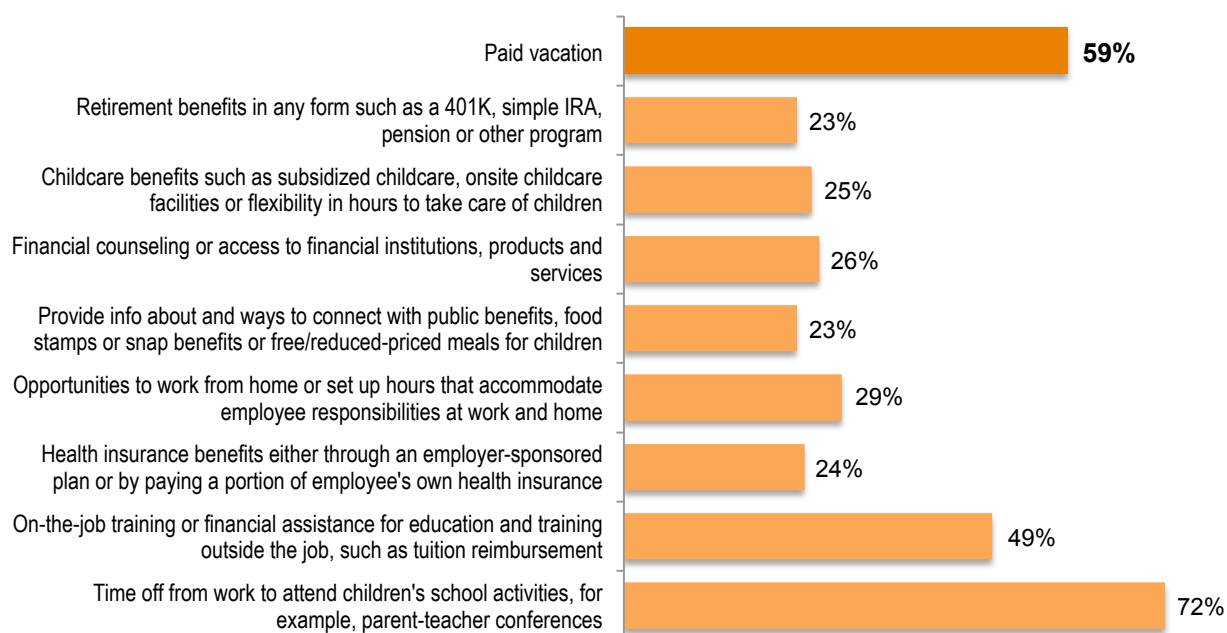 Paid vacation
59%
Retirement benefits in any form such as a 401K, simple IRA,
pension or other program
23%
Childcare benefits such as subsidized childcare, onsite childcare
facilities or flexibility in hours to take care of children
25%
Financial counseling or access to financial institutions, products and
services
26%
Provide info about and ways to connect with public benefits, food
stamps or snap benefits or free/reduced-priced meals for children
23%
Opportunities to work from home or set up hours that accommodate
employee responsibilities at work and home
29%
Health insurance benefits either through an employer-sponsored
plan or by paying a portion of employee's own health insurance
24%
On-the-job training or financial assistance for education and training
outside the job, such as tuition reimbursement
49%
Time off from work to attend children's school activities, for
example, parent-teacher conferences
72%